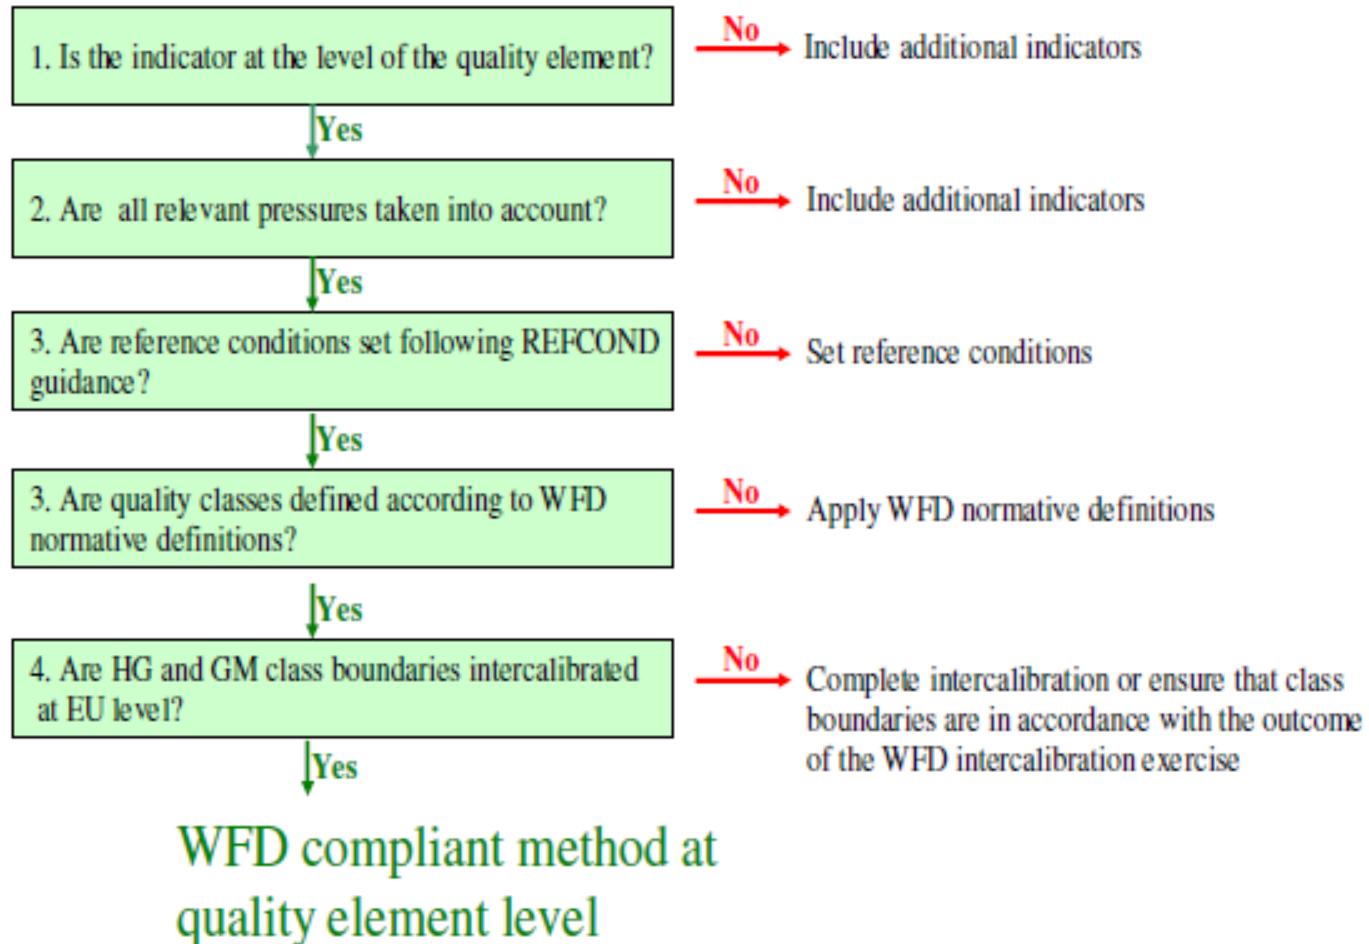 1. Is the indicator at the level of the quality element?
No
Include additional indicators
Yes
2. Are all relevant pressures taken into account?
No
Include additional indicators
Yes
3. Are reference conditions set following REFCOND
guidance?
No
Set reference conditions
Yes
3. Are quality classes defined according to WFD
normative definitions?
No
Apply WFD normative definitions
Yes
4. Are HG and GM class boundaries intercalibrated
at EU level?
No
Complete intercalibration or ensure that class
boundaries are in accordance with the outcome
of the WFD intercalibration exercise
Yes
WFD compliant method at
quality element level